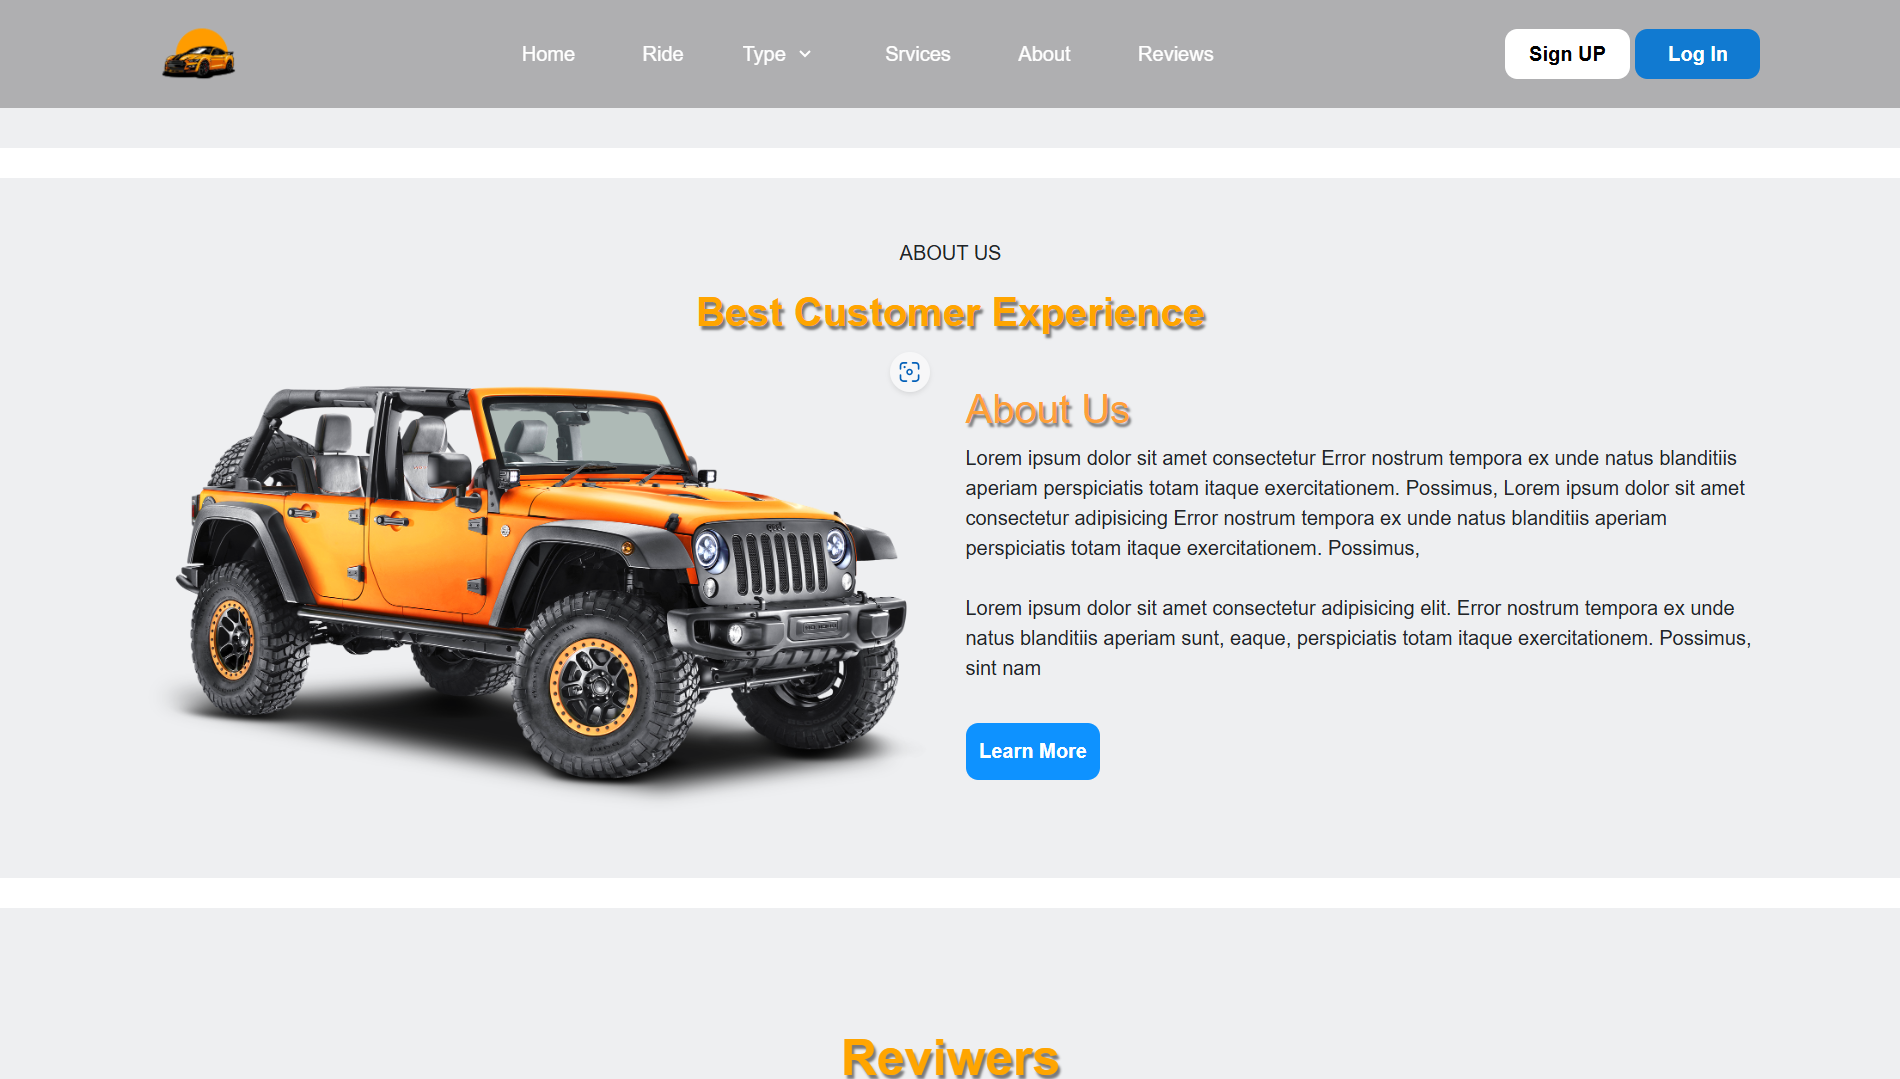 Home Ride Type Srvices About Reviews Sign UP Log In
ABOUT US
Best Customer Experience
About Us
Lorem ipsum dolor sit amet consectetur Error nostrum tempora ex unde natus blanditiis
aperiam perspiciatis totam itaque exercitationem. Possimus, Lorem ipsum dolor sit amet
consectetur adipisicing Error nostrum tempora ex unde natus blanditiis aperiam
perspiciatis totam itaque exercitationem. Possimus,
Lorem ipsum dolor sit amet consectetur adipisicing elit. Error nostrum tempora ex unde
natus blanditiis aperiam sunt, eaque, perspiciatis totam itaque exercitationem. Possimus,
sint nam
Learn More
Reviwers